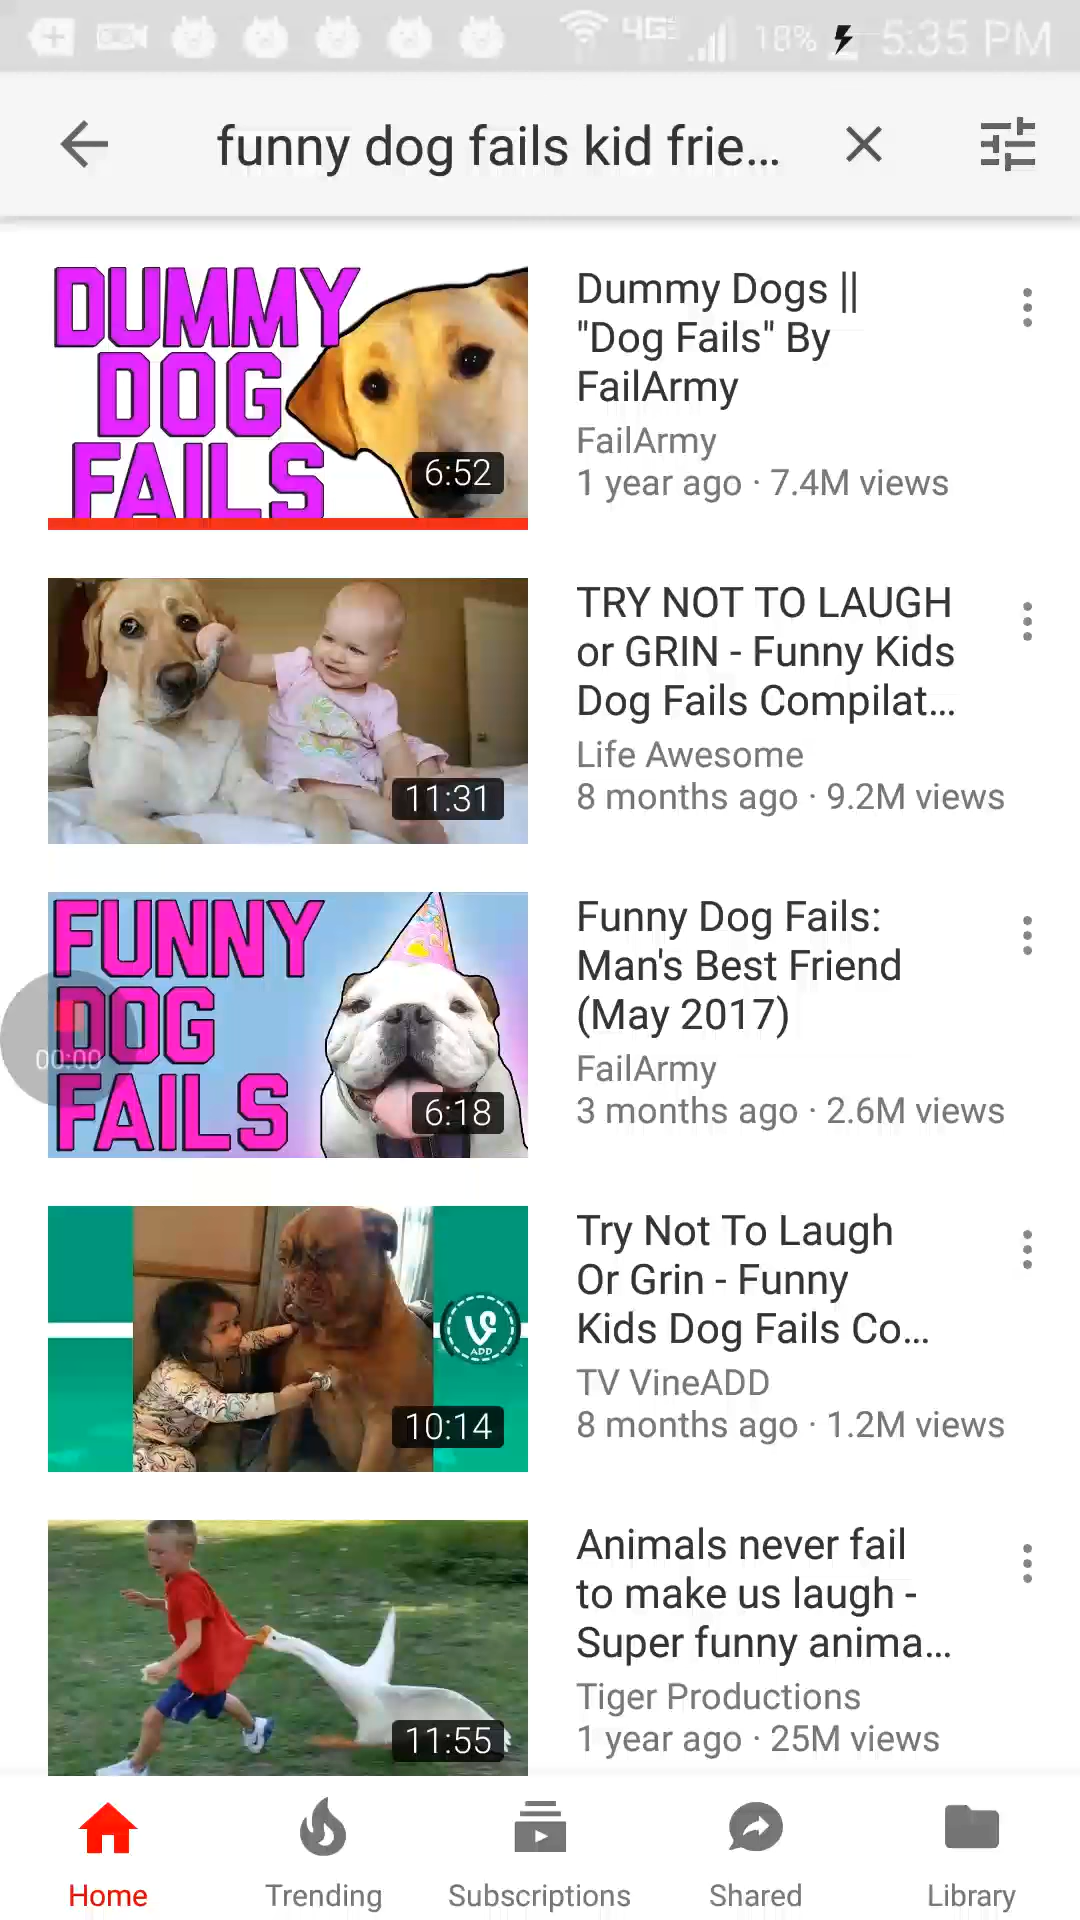 4G 18% 5:35 PM
funny dog fails kid frie...
DUMMY
DOG
FAILS
6:52
Dummy Dogs ||
"Dog Fails" By
FailArmy
FailArmy
1 year ago · 7.4M views
11:31
TRY NOT TO LAUGH
or GRIN - Funny Kids
Dog Fails Compilat...
Life Awesome
8 months ago · 9.2M views
FUNNY
DOG
FAILS
00:00
6:18
Funny Dog Fails:
Man's Best Friend
(May 2017)
FailArmy
3 months ago · 2.6M views
ADD
10:14
Try Not To Laugh
Or Grin - Funny
Kids Dog Fails Co...
TV VineADD
8 months ago · 1.2M views
11:55
Animals never fail
to make us laugh -
Super funny anima...
Tiger Productions
1 year ago · 25M views
Home Trending Subscriptions Shared Library